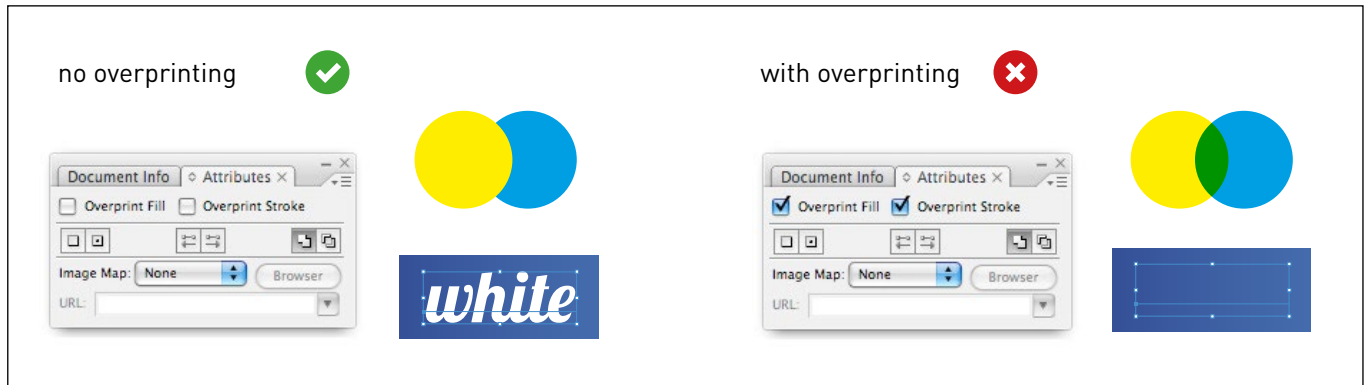 no overprinting
Document Info Attributes
Overprint Fill Overprint Stroke
Image Map: None Browser
URL:
white
with overprinting
Document Info Attributes
Overprint Fill Overprint Stroke
Image Map: None Browser
URL: